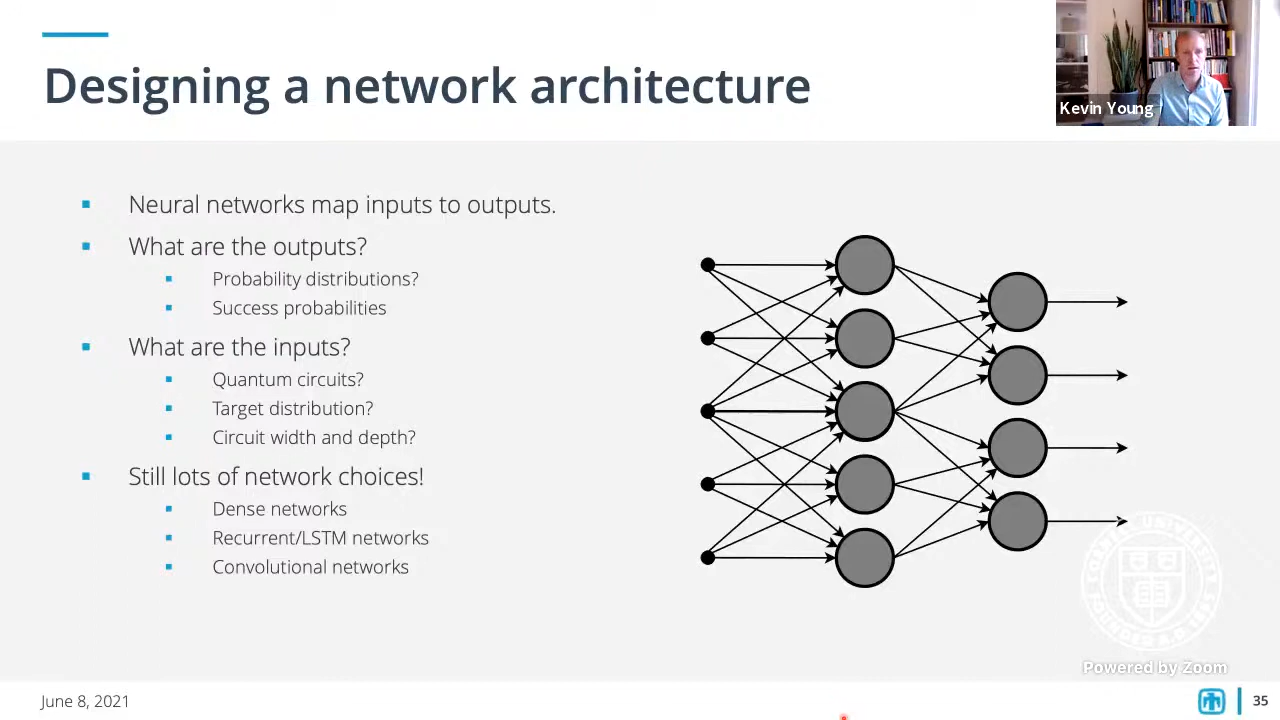 Designing a network architecture
Kevin Young
Neural networks map inputs to outputs.
What are the outputs?
Probability distributions?
Success probabilities
What are the inputs?
Quantum circuits?
Target distribution?
Circuit width and depth?
Still lots of network choices!
Dense networks
Recurrent/LSTM networks
Convolutional networks
Powered by Zoom
June 8, 2021
35